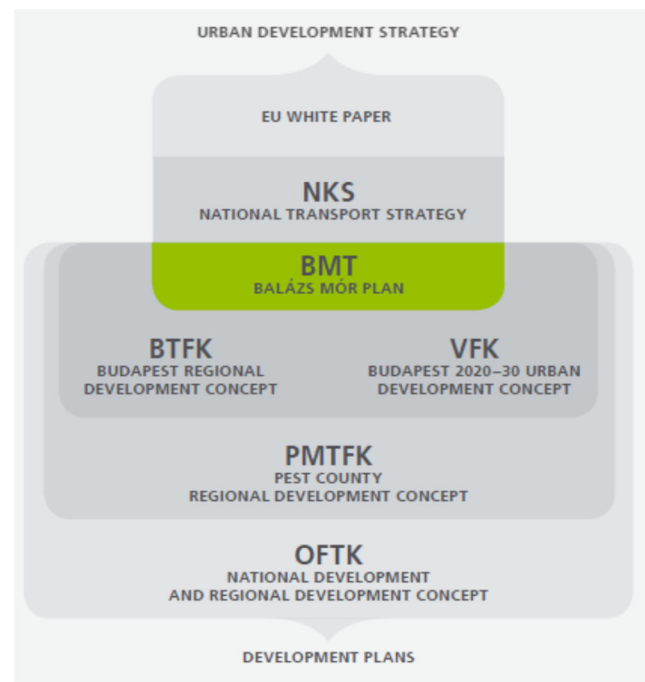 URBAN DEVELOPMENT STRATEGY
EU WHITE PAPER
NKS
NATIONAL TRANSPORT STRATEGY
BMT
BALÁZS MÓR PLAN
BTFK
BUDAPEST REGIONAL
DEVELOPMENT CONCEPT
VFK
BUDAPEST 2020–30 URBAN
DEVELOPMENT CONCEPT
PMTFK
PEST COUNTY
REGIONAL DEVELOPMENT CONCEPT
OFTK
NATIONAL DEVELOPMENT
AND REGIONAL DEVELOPMENT CONCEPT
DEVELOPMENT PLANS